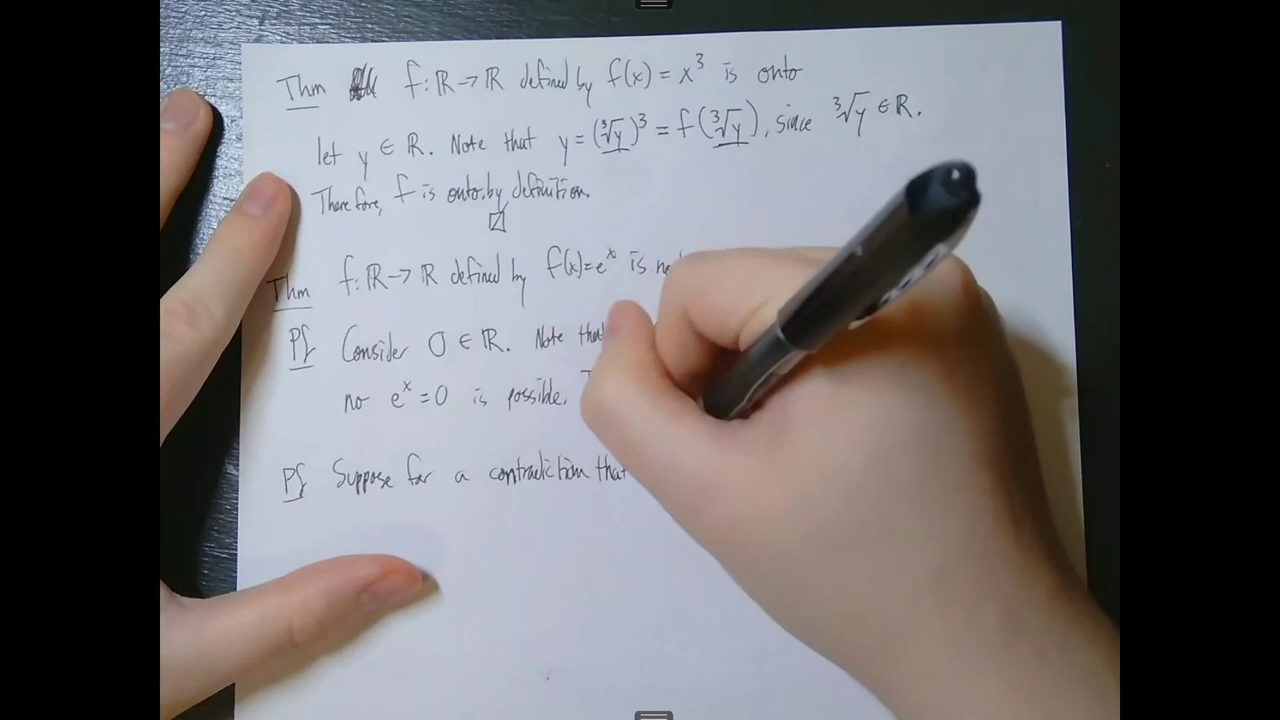 Thm f: ℝ → ℝ defined by f(x) = x³ is onto
let y ∈ ℝ. Note that y = (∛y)³ = f(∛y), since ∛y ∈ ℝ.
Therefore, f is onto, by definition.
Thm f: ℝ → ℝ defined by f(x) = eˣ is
Pf Consider 0 ∈ ℝ. Note that
no eˣ = 0 is possible.
Pf Suppose for a contradiction that